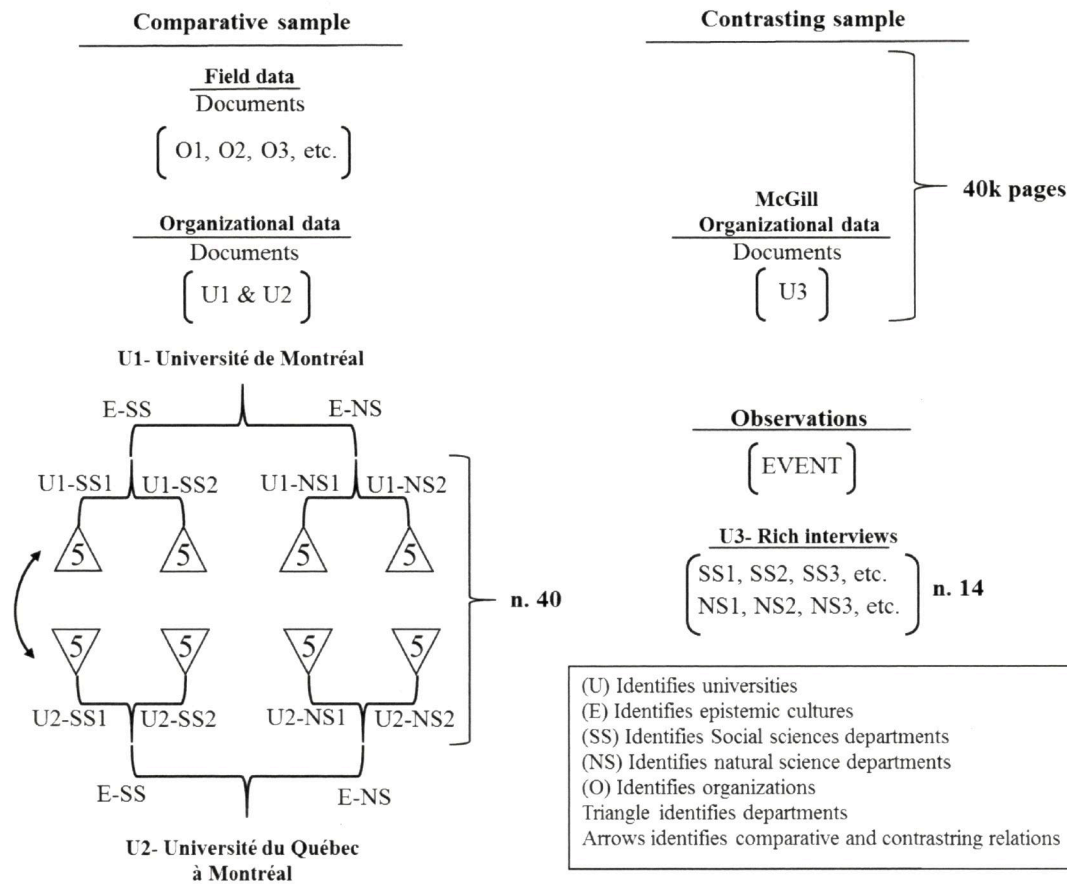 Comparative sample
Field data
Documents
O1, O2, O3, etc.
Organizational data
Documents
U1 & U2
U1- Université de Montréal
E-SS E-NS
U1-SS1 U1-SS2 U1-NS1 U1-NS2
5 5 5 5
n. 40
5 5 5 5
U2-SS1 U2-SS2 U2-NS1 U2-NS2
E-SS E-NS
U2- Université du Québec
à Montréal
Contrasting sample
40k pages
McGill
Organizational data
Documents
U3
Observations
EVENT
U3- Rich interviews
SS1, SS2, SS3, etc.
NS1, NS2, NS3, etc.
n. 14
(U) Identifies universities
(E) Identifies epistemic cultures
(SS) Identifies Social sciences departments
(NS) Identifies natural science departments
(O) Identifies organizations
Triangle identifies departments
Arrows identifies comparative and contrastring relations